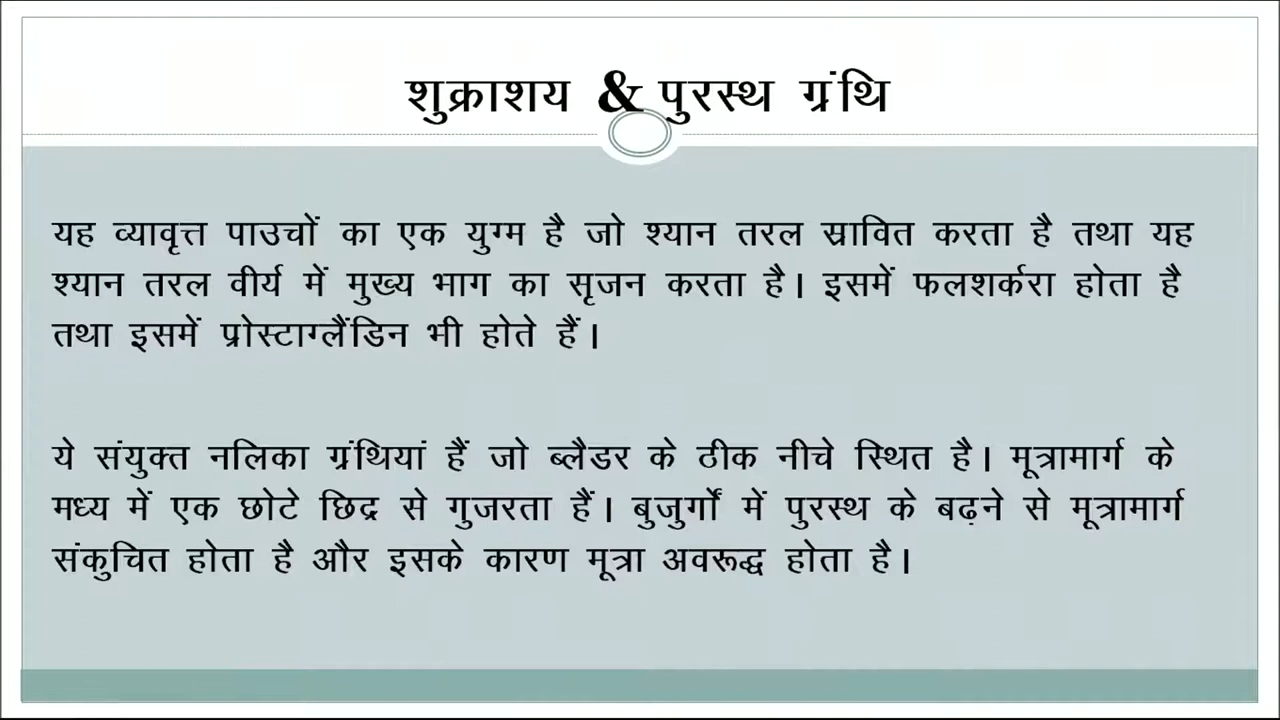 शुक्राशय & पुरस्थ ग्रंथि
यह व्यावृत्त पाउचों का एक युग्म है जो श्यान तरल स्रावित करता है तथा यह
श्यान तरल वीर्य में मुख्य भाग का सृजन करता है। इसमें फलशर्करा होता है
तथा इसमें प्रोस्टाग्लैंडिन भी होते हैं।
ये संयुक्त नलिका ग्रंथियां हैं जो ब्लैडर के ठीक नीचे स्थित है। मूत्रामार्ग के
मध्य में एक छोटे छिद्र से गुजरता हैं। बुजुर्गों में पुरस्थ के बढ़ने से मूत्रामार्ग
संकुचित होता है और इसके कारण मूत्रा अवरूद्ध होता है।